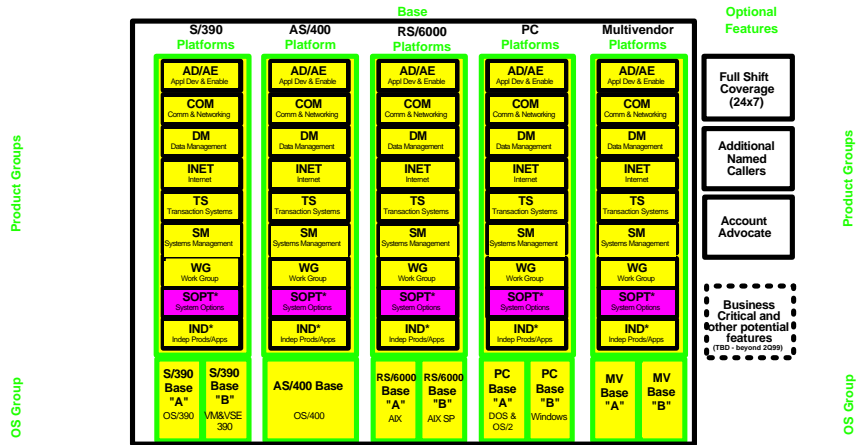 Base
Optional
Features
S/390
Platforms
AS/400
Platform
RS/6000
Platforms
PC
Platforms
Multivendor
Platforms
Product Groups
AD/AE
Appl Dev & Enable
COM
Comm & Networking
DM
Data Management
INET
Internet
TS
Transaction Systems
SM
Systems Management
WG
Work Group
SOPT*
System Options
IND*
Indep Prods/Apps
AD/AE
Appl Dev & Enable
COM
Comm & Networking
DM
Data Management
INET
Internet
TS
Transaction Systems
SM
Systems Management
WG
Work Group
SOPT*
System Options
IND*
Indep Prods/Apps
AD/AE
Appl Dev & Enable
COM
Comm & Networking
DM
Data Management
INET
Internet
TS
Transaction Systems
SM
Systems Management
WG
Work Group
SOPT*
System Options
IND*
Indep Prods/Apps
AD/AE
Appl Dev & Enable
COM
Comm & Networking
DM
Data Management
INET
Internet
TS
Transaction Systems
SM
Systems Management
WG
Work Group
SOPT*
System Options
IND*
Indep Prods/Apps
AD/AE
Appl Dev & Enable
COM
Comm & Networking
DM
Data Management
INET
Internet
TS
Transaction Systems
SM
Systems Management
WG
Work Group
SOPT*
System Options
IND*
Indep Prods/Apps
Full Shift
Coverage
(24x7)
Additional
Named
Callers
Account
Advocate
Business
Critical and
other potential
features
(TBD - beyond 2Q99)
Product Groups
OS Group
S/390
Base
"A"
OS/390
S/390
Base
"B"
VM&VSE
390
AS/400 Base
OS/400
RS/6000
Base
"A"
AIX
RS/6000
Base
"B"
AIX SP
PC
Base
"A"
DOS &
OS/2
PC
Base
"B"
Windows
MV
Base
"A"
MV
Base
"B"
OS Group